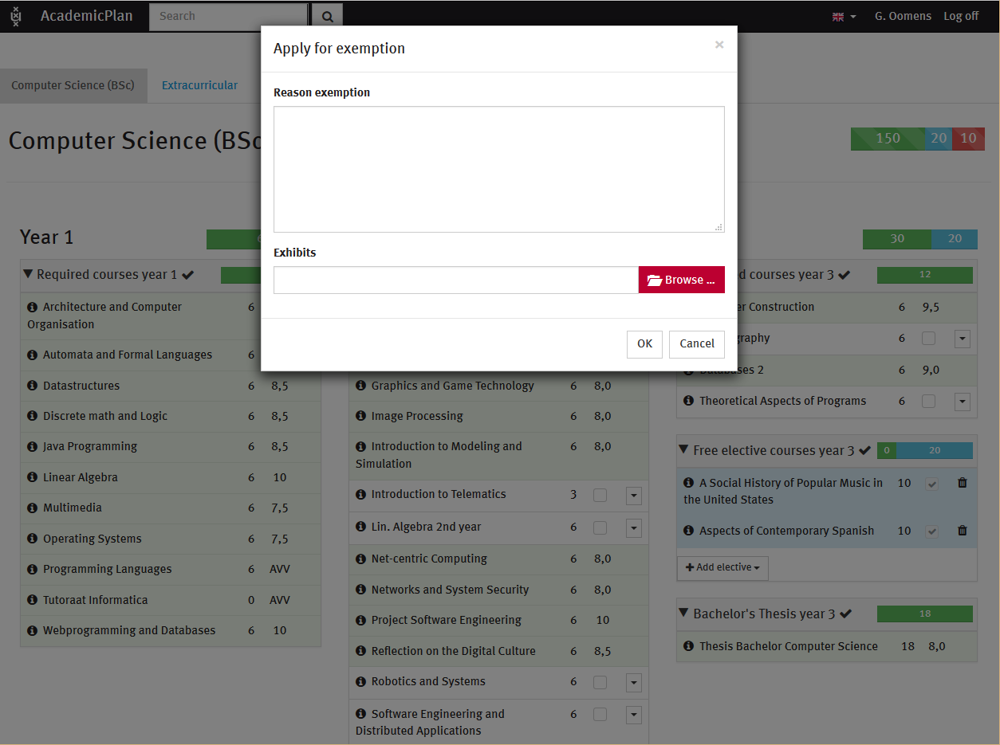 AcademicPlan
Search
G. Oomens
Log off
Apply for exemption
×
Computer Science (BSc)
Extracurricular
Reason exemption
Computer Science (BSc
150 20 10
Exhibits
Browse ...
OK
Cancel
Year 1
Required courses year 1
Architecture and Computer
Organisation 6
Automata and Formal Languages 6
Datastructures 6 8,5
Discrete math and Logic 6 8,5
Java Programming 6 8,5
Linear Algebra 6 10
Multimedia 6 7,5
Operating Systems 6 7,5
Programming Languages 6 AVV
Tutoraat Informatica 0 AVV
Webprogramming and Databases 6 10
Graphics and Game Technology 6 8,0
Image Processing 6 8,0
Introduction to Modeling and 6 8,0
Simulation
Introduction to Telematics 3
Lin. Algebra 2nd year 6
Net-centric Computing 6 8,0
Networks and System Security 6 8,0
Project Software Engineering 6 10
Reflection on the Digital Culture 6 8,5
Robotics and Systems 6
Software Engineering and 6
Distributed Applications
30 20
d courses year 3 12
er Construction 6 9,5
graphy 6
Databases 2 6 9,0
Theoretical Aspects of Programs 6
Free elective courses year 3 0 20
A Social History of Popular Music in 10
the United States
Aspects of Contemporary Spanish 10
Add elective
Bachelor's Thesis year 3 18
Thesis Bachelor Computer Science 18 8,0